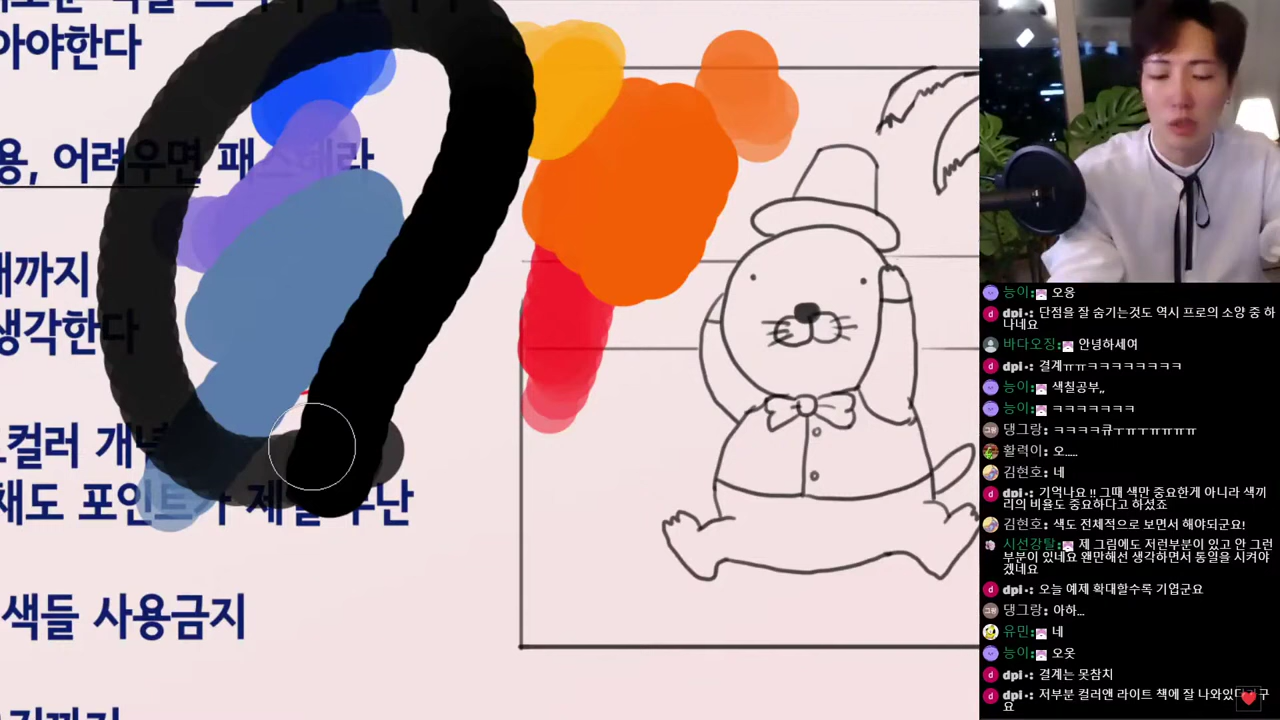 아야한다
용, 어려우면 패스해라
까지
생각한다
컬러 개념
채도 포인트
색들 사용금지
능이: 오응
dpi·: 단점을 잘 숨기는것도 역시 프로의 소양 중 하
나네요
바다오징: 안녕하세여
dpi·: 결계ㅠㅠㅋㅋㅋㅋㅋㅋㅋㅋ
능이: 색칠공부,,
능이: ㅋㅋㅋㅋㅋㅋㅋ
댕그랑: ㅋㅋㅋㅋ큐ㅜㅠㅜㅠㅠㅠㅠ
활력이: 오.....
김현호: 네
dpi·: 기억나요 !! 그때 색만 중요한게 아니라 색끼
리의 비율도 중요하다고 하셨죠
김현호: 색도 전체적으로 보면서 해야되군요!
시선강탈: 제 그림에도 저런부분이 있고 안 그런
부분이 있네요 왠만해선 생각하면서 통일을 시켜야
겠네요
dpi·: 오늘 예제 확대할수록 기엽군요
댕그랑: 아하...
유민: 네
능이: 오옷
dpi·: 결계는 못참치
dpi·: 저부분 컬러앤 라이트 책에 잘 나와있
요